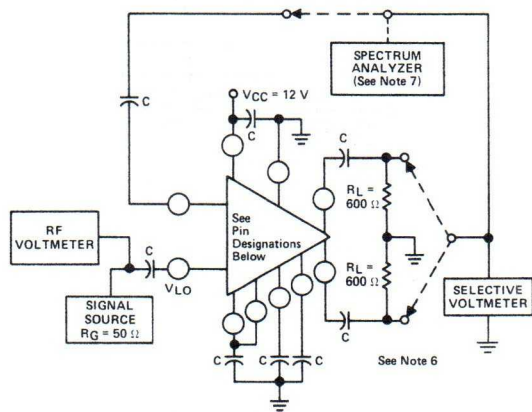 SPECTRUM
ANALYZER
(See Note 7)
C
VCC = 12 V
C
C
RL =
600 Ω
See
Pin
Designations
Below
RF
VOLTMETER
C
VLO
SIGNAL
SOURCE
RG = 50 Ω
RL =
600 Ω
SELECTIVE
VOLTMETER
C
C
C
C
See Note 6